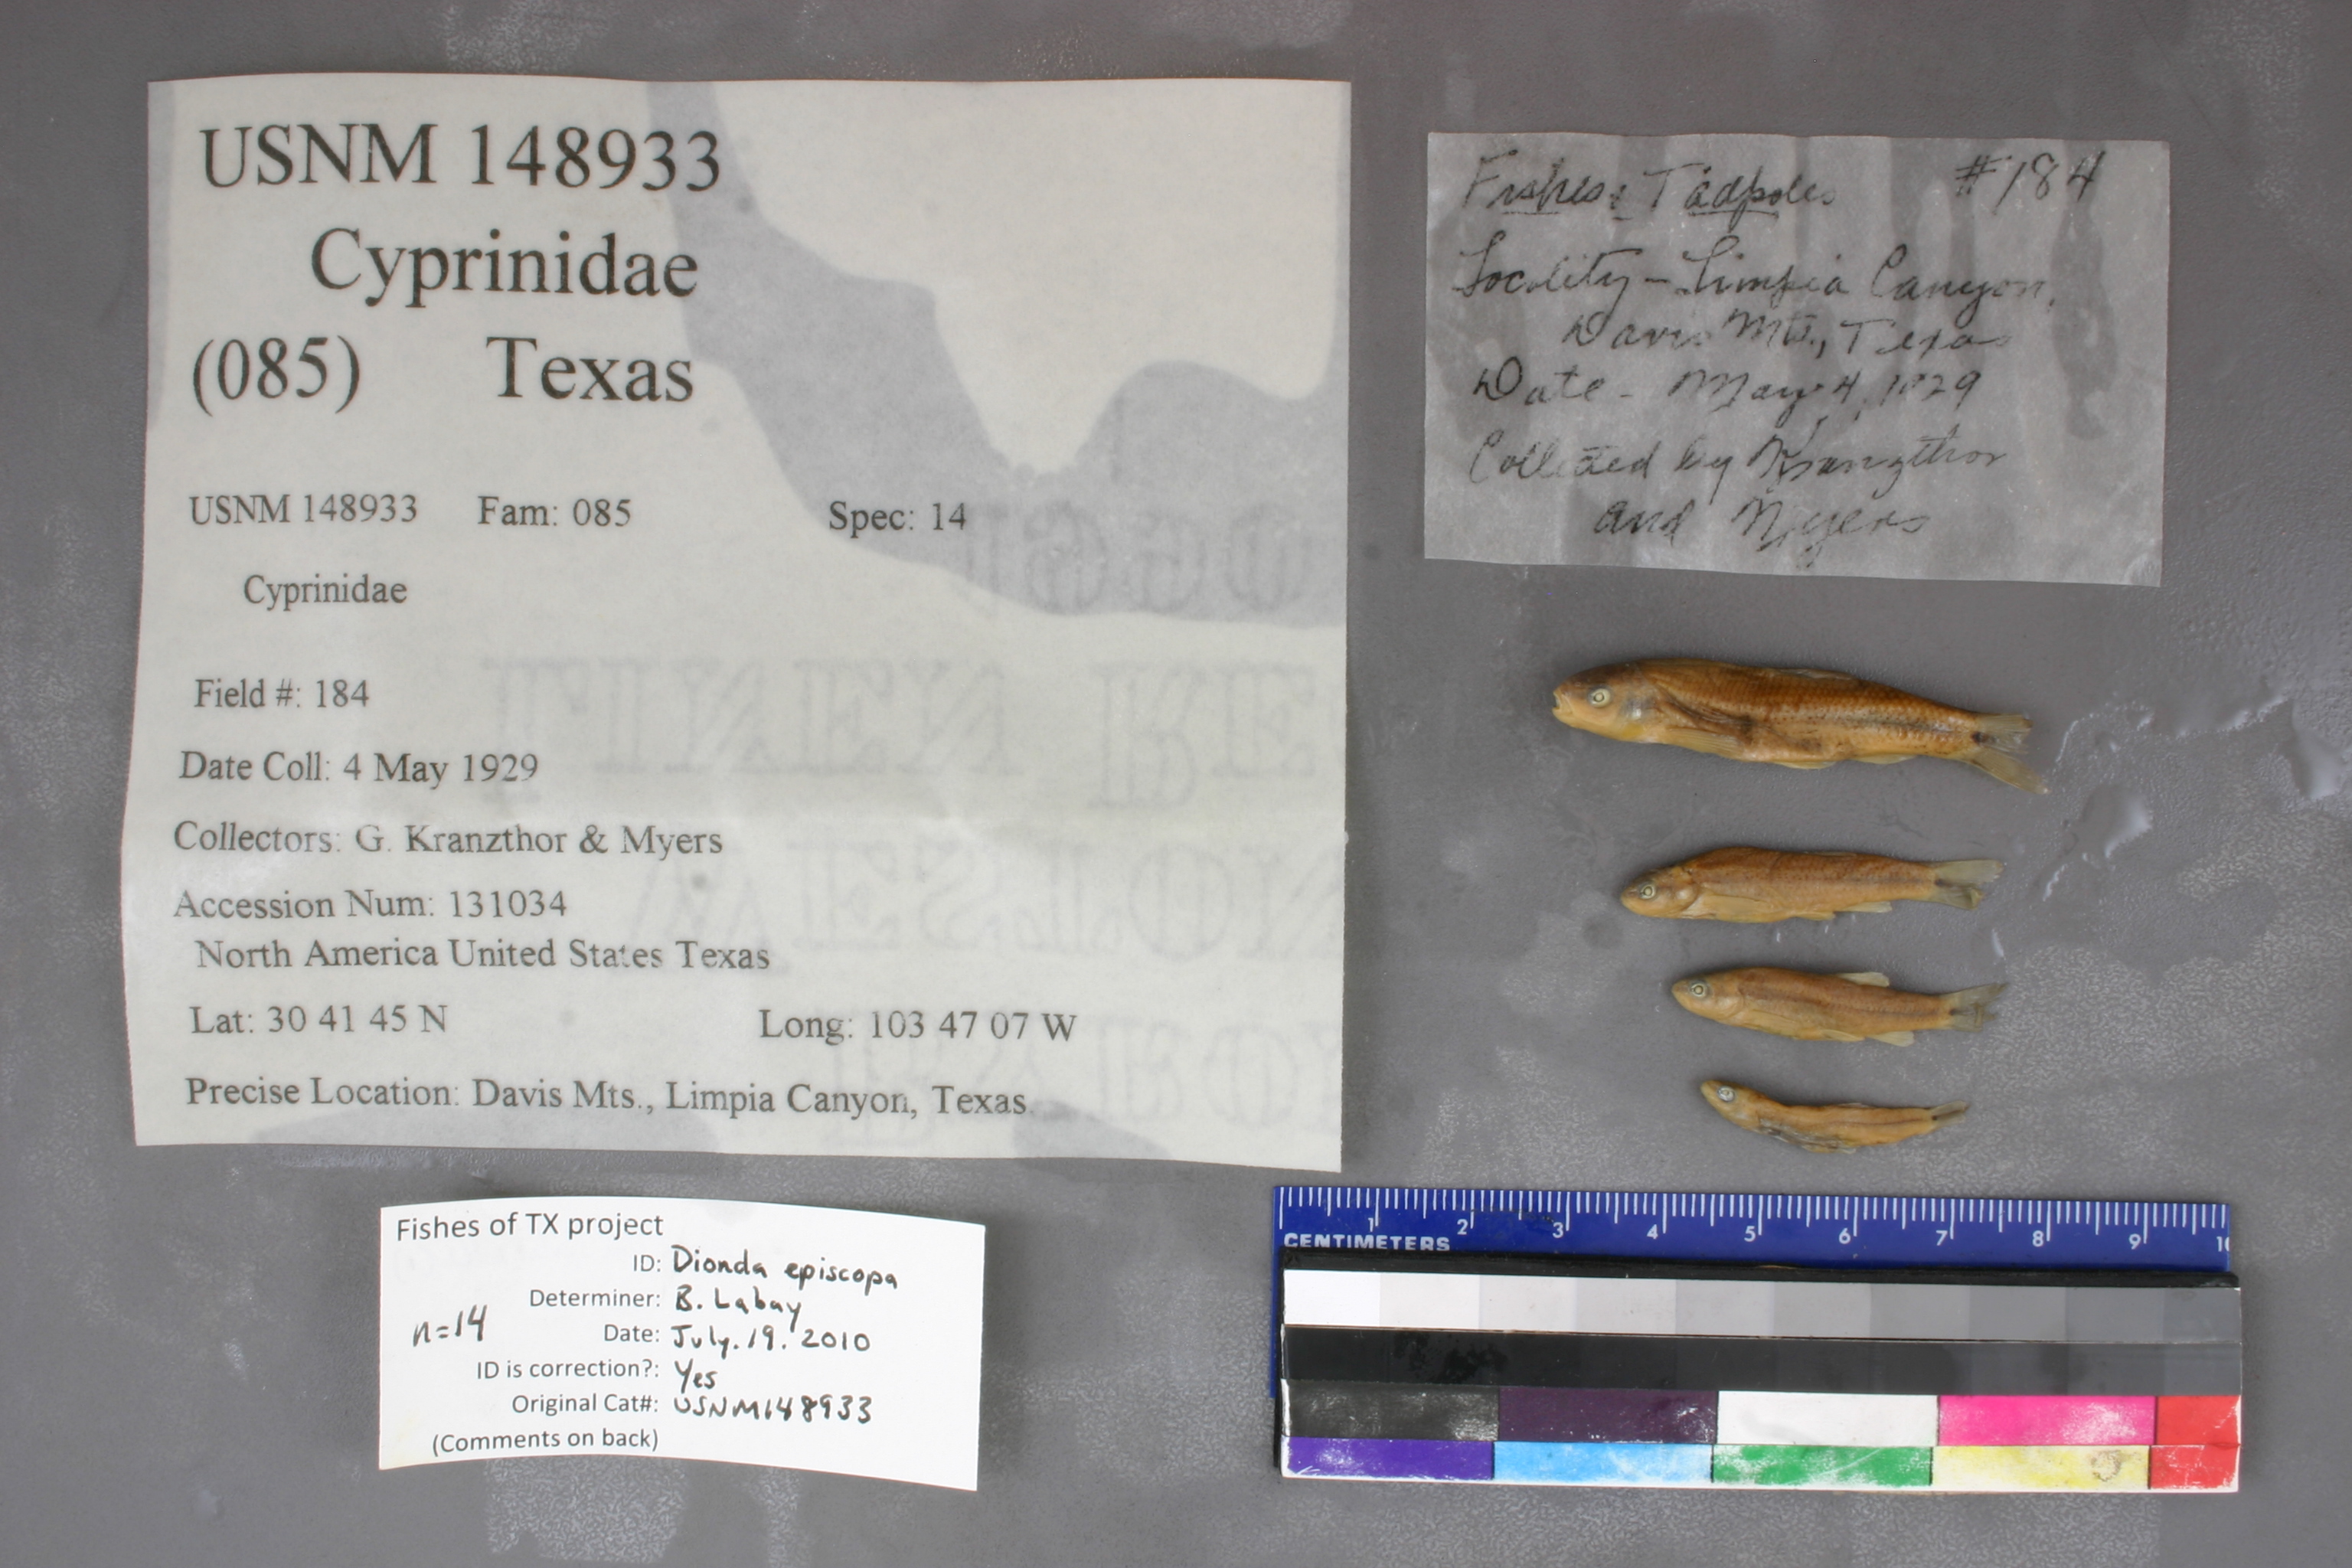 USNM 148933
Cyprinidae
(085) Texas
USNM 148933 Fam: 085 Spec: 14
Cyprinidae
Field #: 184
Date Coll: 4 May 1929
Collectors: G. Kranzthor & Myers
Accession Num: 131034
North America United States Texas
Lat: 30 41 45 N Long: 103 47 07 W
Precise Location: Davis Mts., Limpia Canyon, Texas.
Fishes & Tadpoles #184
Locality - Limpia Canyon,
Davis Mts., Texas
Date - May 4, 1929
Collected by Kranzthor
and Myers
Fishes of TX project
ID: Dionda episcopa
Determiner: B. Labay
n=14 Date: July. 19. 2010
ID is correction?: Yes
Original Cat#: USNM148933
(Comments on back)
1 2 3 4 5 6 7 8 9 10
CENTIMETERS